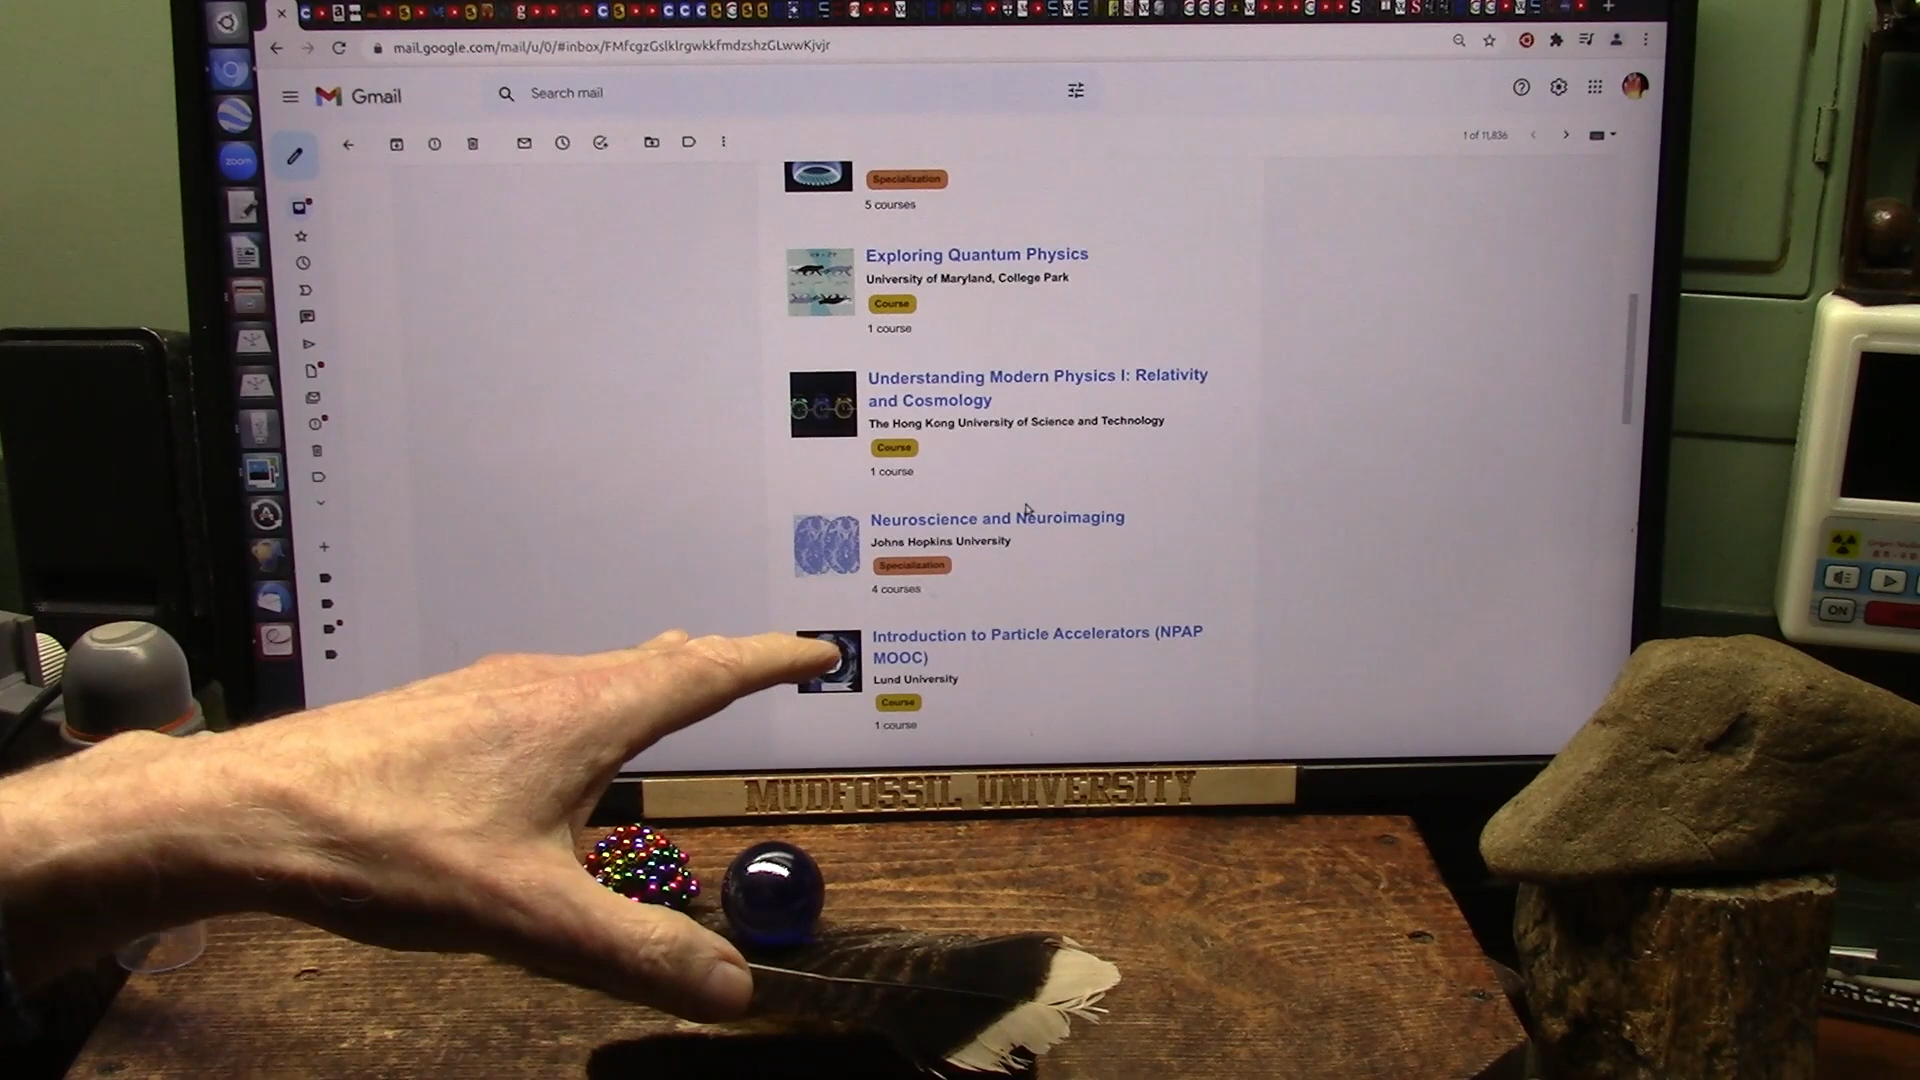 mail.google.com/mail/u/0/#inbox/FMfcgzGslklrgwkkfmdzshzGLwwKjvjr
Gmail
Search mail
1 of 11,836
zoom
Specialization
5 courses
Exploring Quantum Physics
University of Maryland, College Park
Course
1 course
Understanding Modern Physics I: Relativity
and Cosmology
The Hong Kong University of Science and Technology
Course
1 course
Neuroscience and Neuroimaging
Johns Hopkins University
Specialization
4 courses
Introduction to Particle Accelerators (NPAP
MOOC)
Lund University
Course
1 course
ON
MUDFOSSIL UNIVERSITY